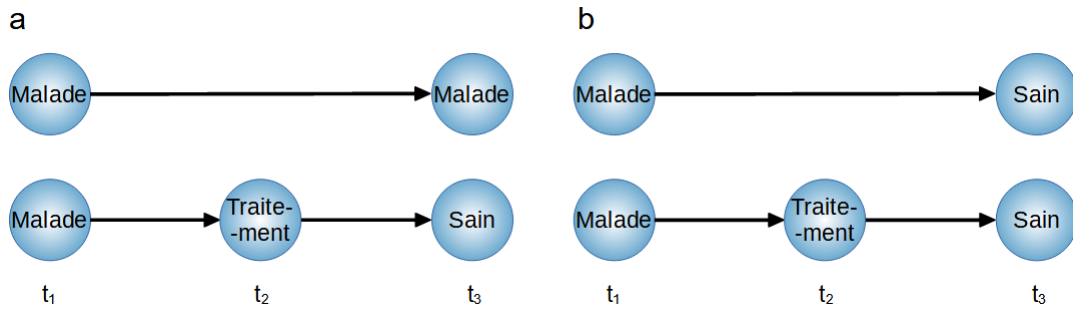 a
b
Malade
Malade
Malade
Sain
Malade
Traite-
-ment
Sain
Malade
Traite-
-ment
Sain
t₁
t₂
t₃
t₁
t₂
t₃